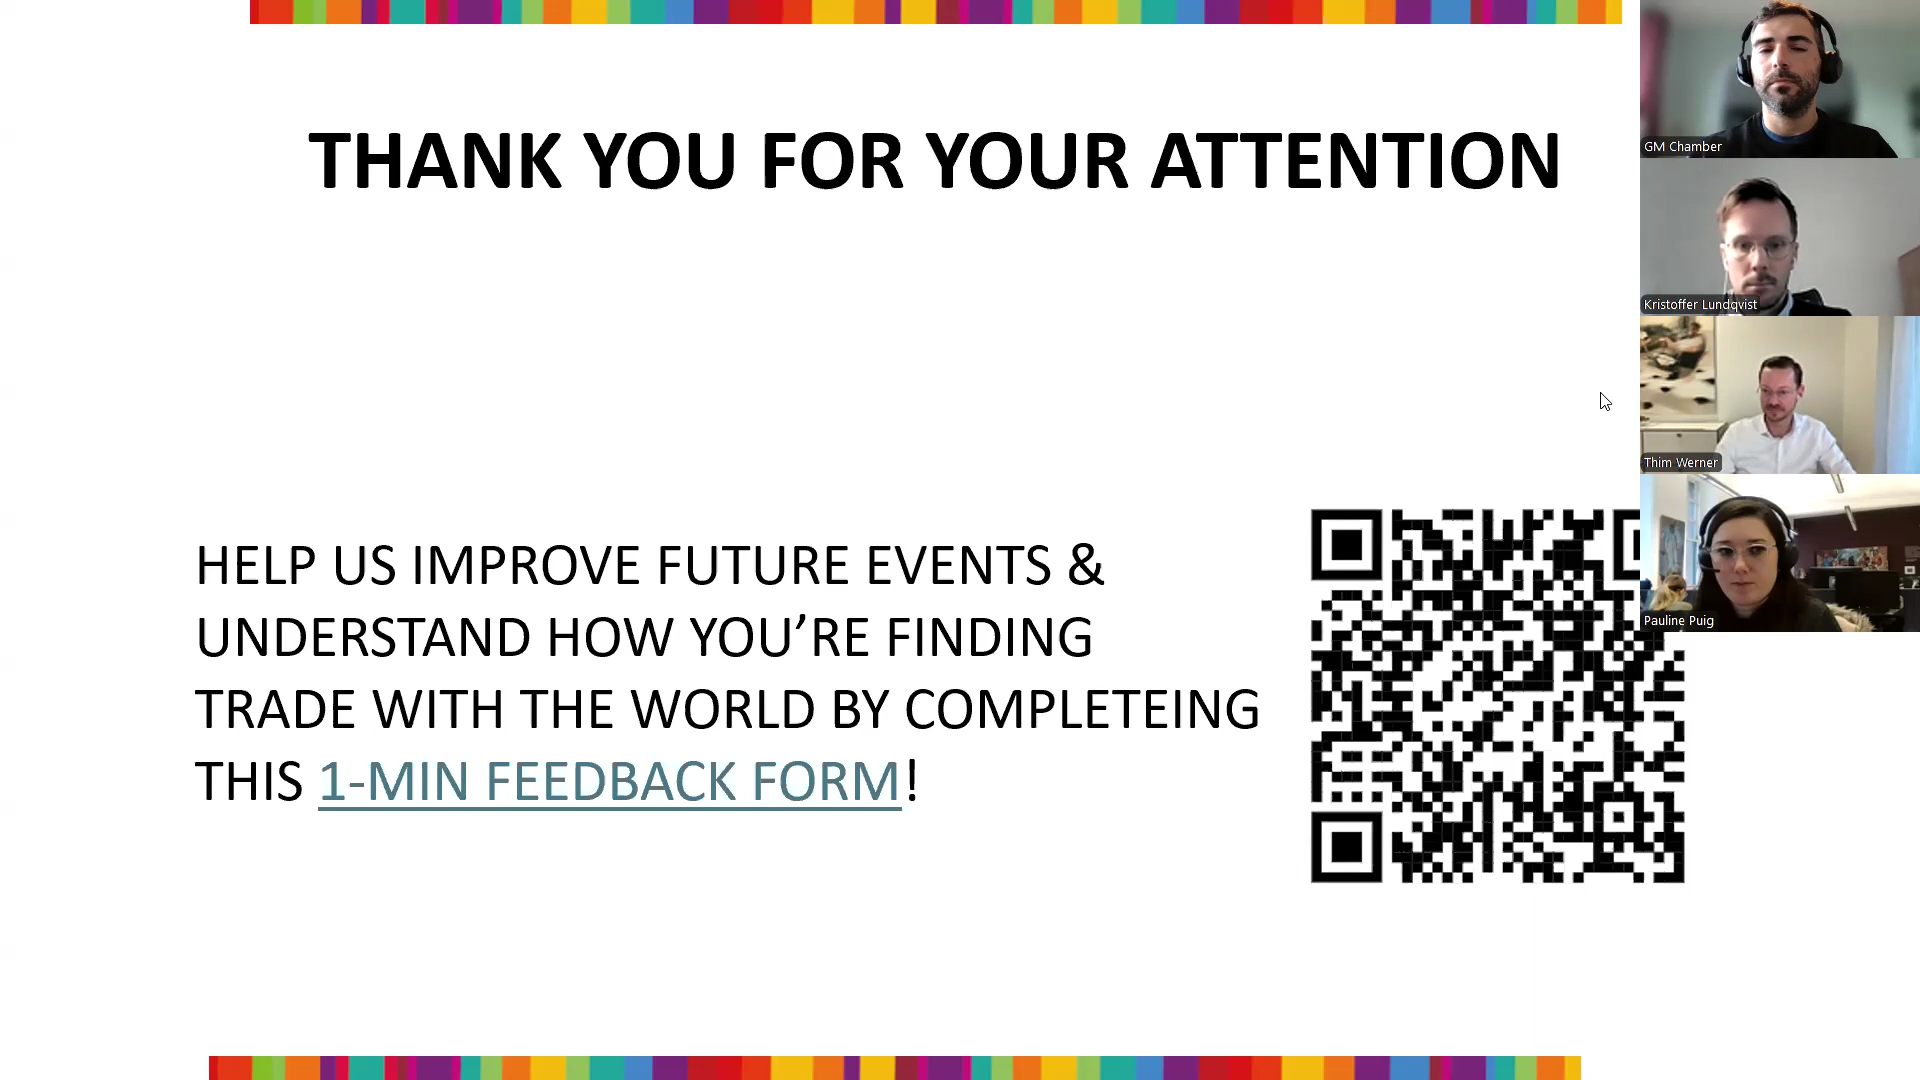 THANK YOU FOR YOUR ATTENTION
HELP US IMPROVE FUTURE EVENTS &
UNDERSTAND HOW YOU’RE FINDING
TRADE WITH THE WORLD BY COMPLETEING
THIS 1-MIN FEEDBACK FORM!
GM Chamber
Kristoffer Lundqvist
Thim Werner
Pauline Puig